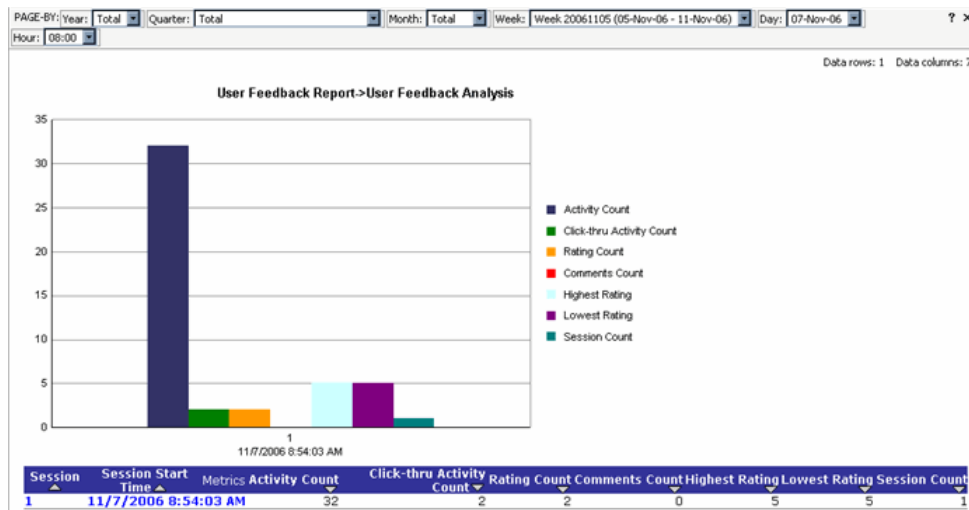 PAGE-BY: Year: Total Quarter: Total Month: Total Week: Week 20061105 (05-Nov-06 - 11-Nov-06) Day: 07-Nov-06 ? ×
Hour: 08:00
Data rows: 1 Data columns: 7
User Feedback Report->User Feedback Analysis
35
30
25
20
15
10
5
0
1
11/7/2006 8:54:03 AM
Activity Count
Click-thru Activity Count
Rating Count
Comments Count
Highest Rating
Lowest Rating
Session Count
Session Session Start Time Metrics Activity Count Click-thru Activity Count Rating Count Comments Count Highest Rating Lowest Rating Session Count
1 11/7/2006 8:54:03 AM 32 2 2 0 5 5 1